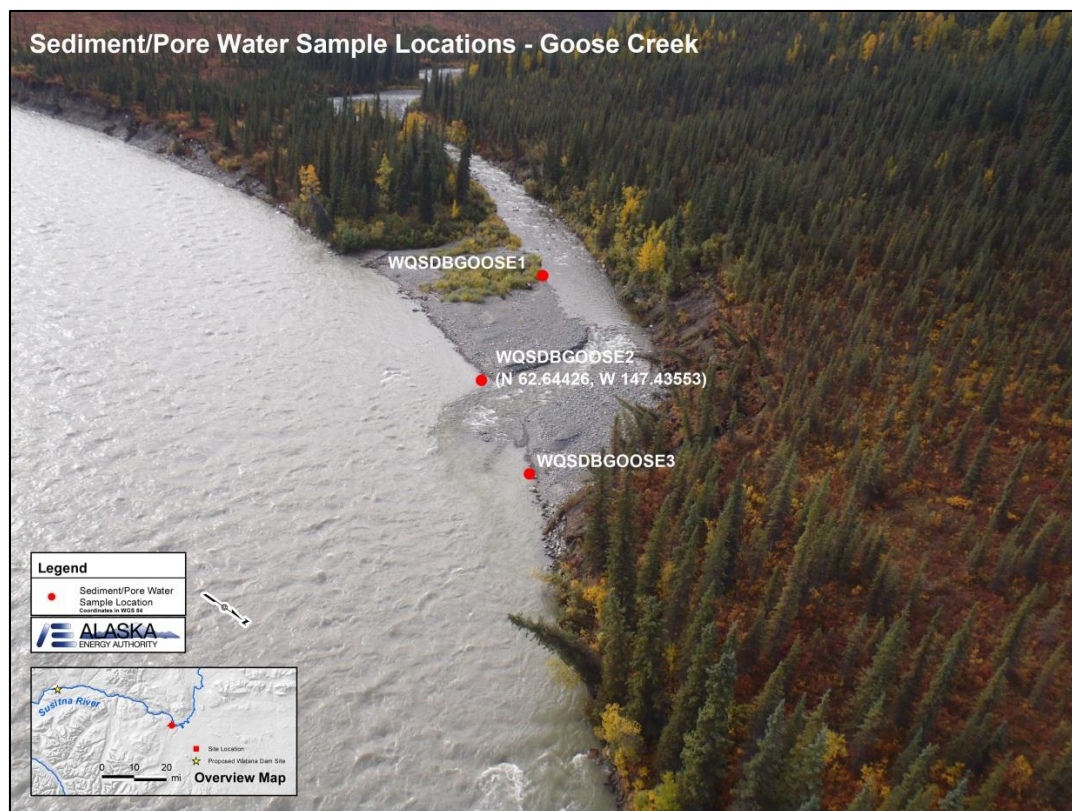 Sediment/Pore Water Sample Locations - Goose Creek
WQSDBGOOSE1
WQSDBGOOSE2
(N 62.64426, W 147.43553)
WQSDBGOOSE3
Legend
Sediment/Pore Water
Sample Location
Coordinates in WGS 84
N
ALASKA
ENERGY AUTHORITY
Susitna River
Site Location
Proposed Watana Dam Site
0 10 20
mi
Overview Map